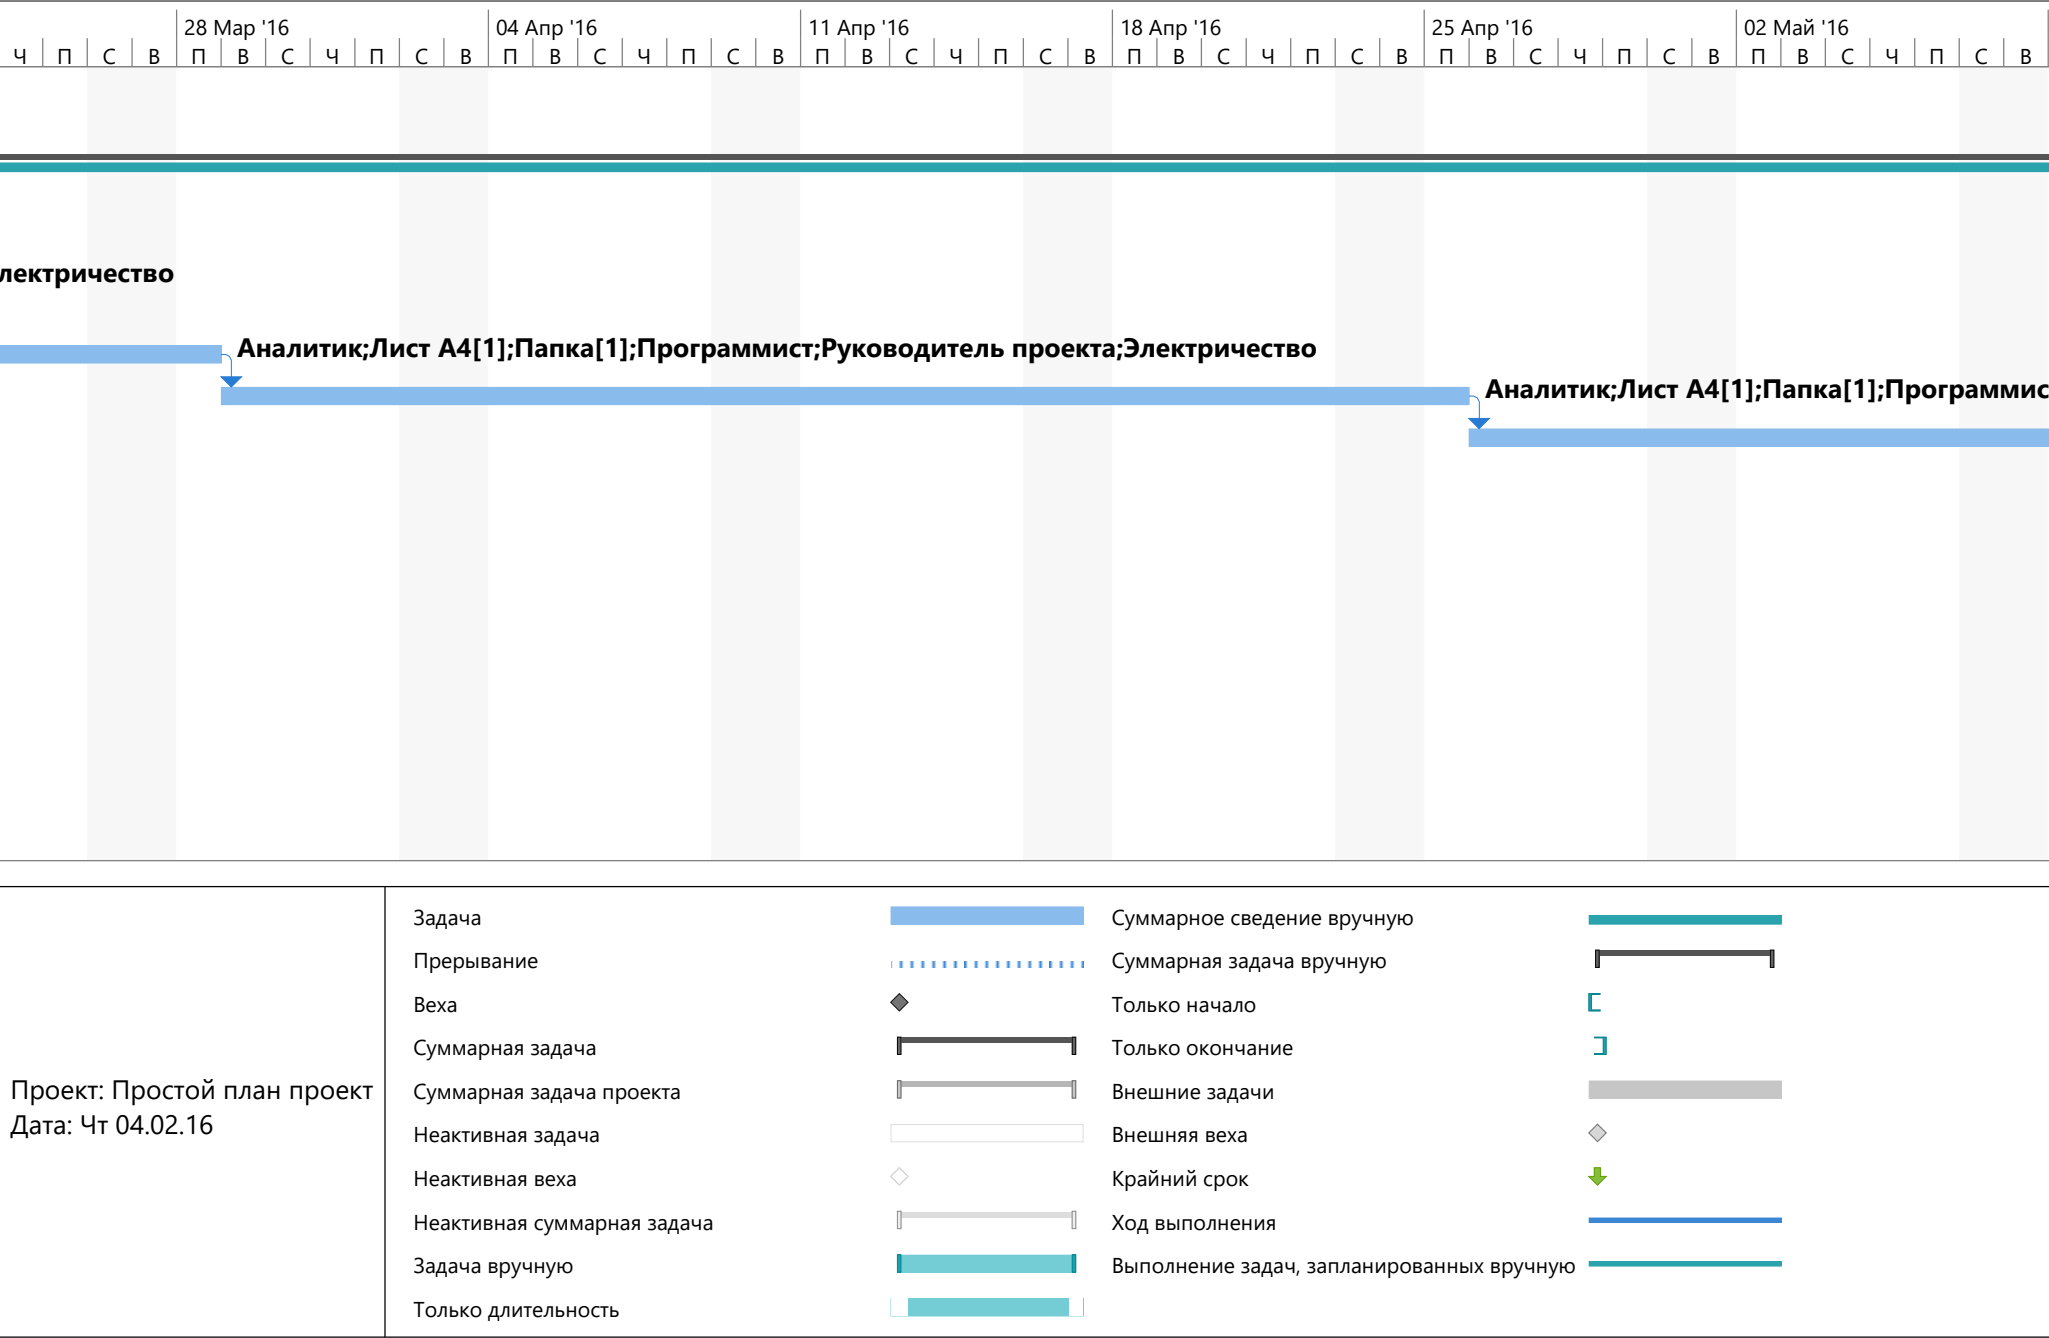 28 Мар '16 04 Апр '16 11 Апр '16 18 Апр '16 25 Апр '16 02 Май '16
Ч П С В П В С Ч П С В П В С Ч П С В П В С Ч П С В П В С Ч П С В П В С Ч П С В П В С Ч П С В
лектричество
Аналитик;Лист А4[1];Папка[1];Программист;Руководитель проекта;Электричество
Аналитик;Лист А4[1];Папка[1];Программис
Проект: Простой план проект
Дата: Чт 04.02.16
Задача
Прерывание
Веха
Суммарная задача
Суммарная задача проекта
Неактивная задача
Неактивная веха
Неактивная суммарная задача
Задача вручную
Только длительность
Суммарное сведение вручную
Суммарная задача вручную
Только начало
Только окончание
Внешние задачи
Внешняя веха
Крайний срок
Ход выполнения
Выполнение задач, запланированных вручную